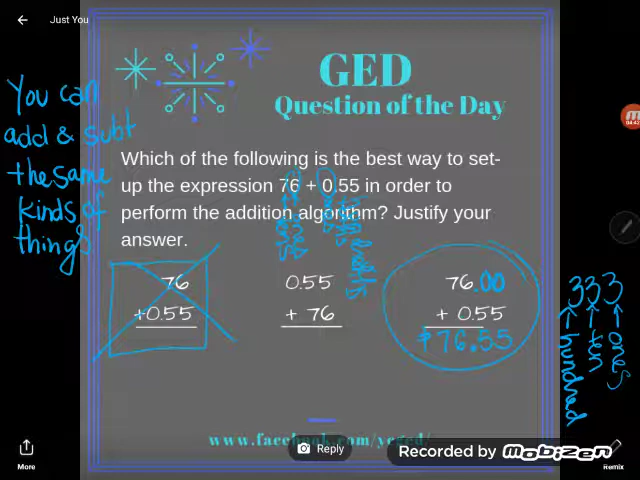 Just You
GED
Question of the Day
You can
add & subt
the same
kinds of
things
Which of the following is the best way to set-
up the expression 76 + 0.55 in order to
perform the addition algorithm? Justify your
answer.
76
+0.55
0.55
+ 76
76.00
+ 0.55
76.55
333
ones
ten
hundred
www.facebook.com/ycged/
More
Reply
Recorded by
MOBIZEN
Remix